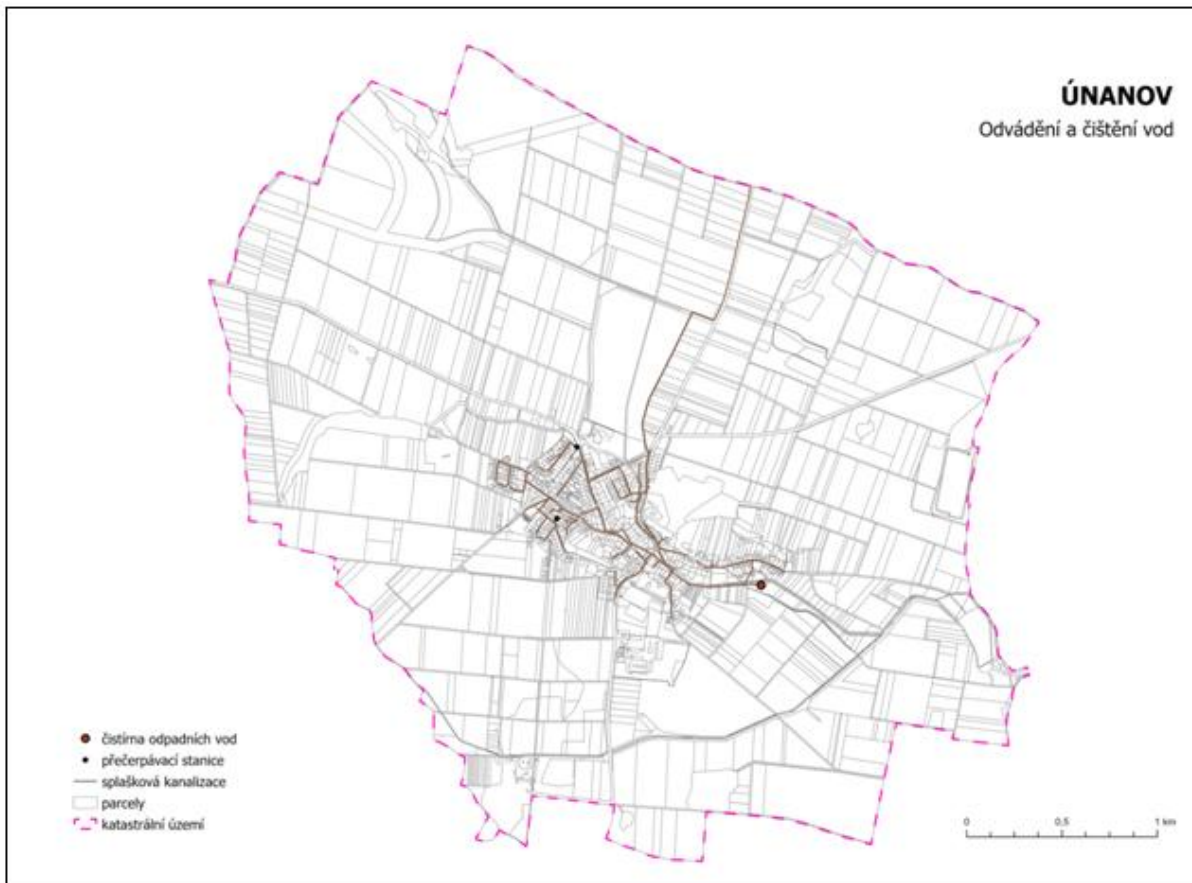 ÚNANOV
Odvádění a čištění vod
čistírna odpadních vod
přečerpávací stanice
splašková kanalizace
parcely
katastrální území
0 0,5 1 km